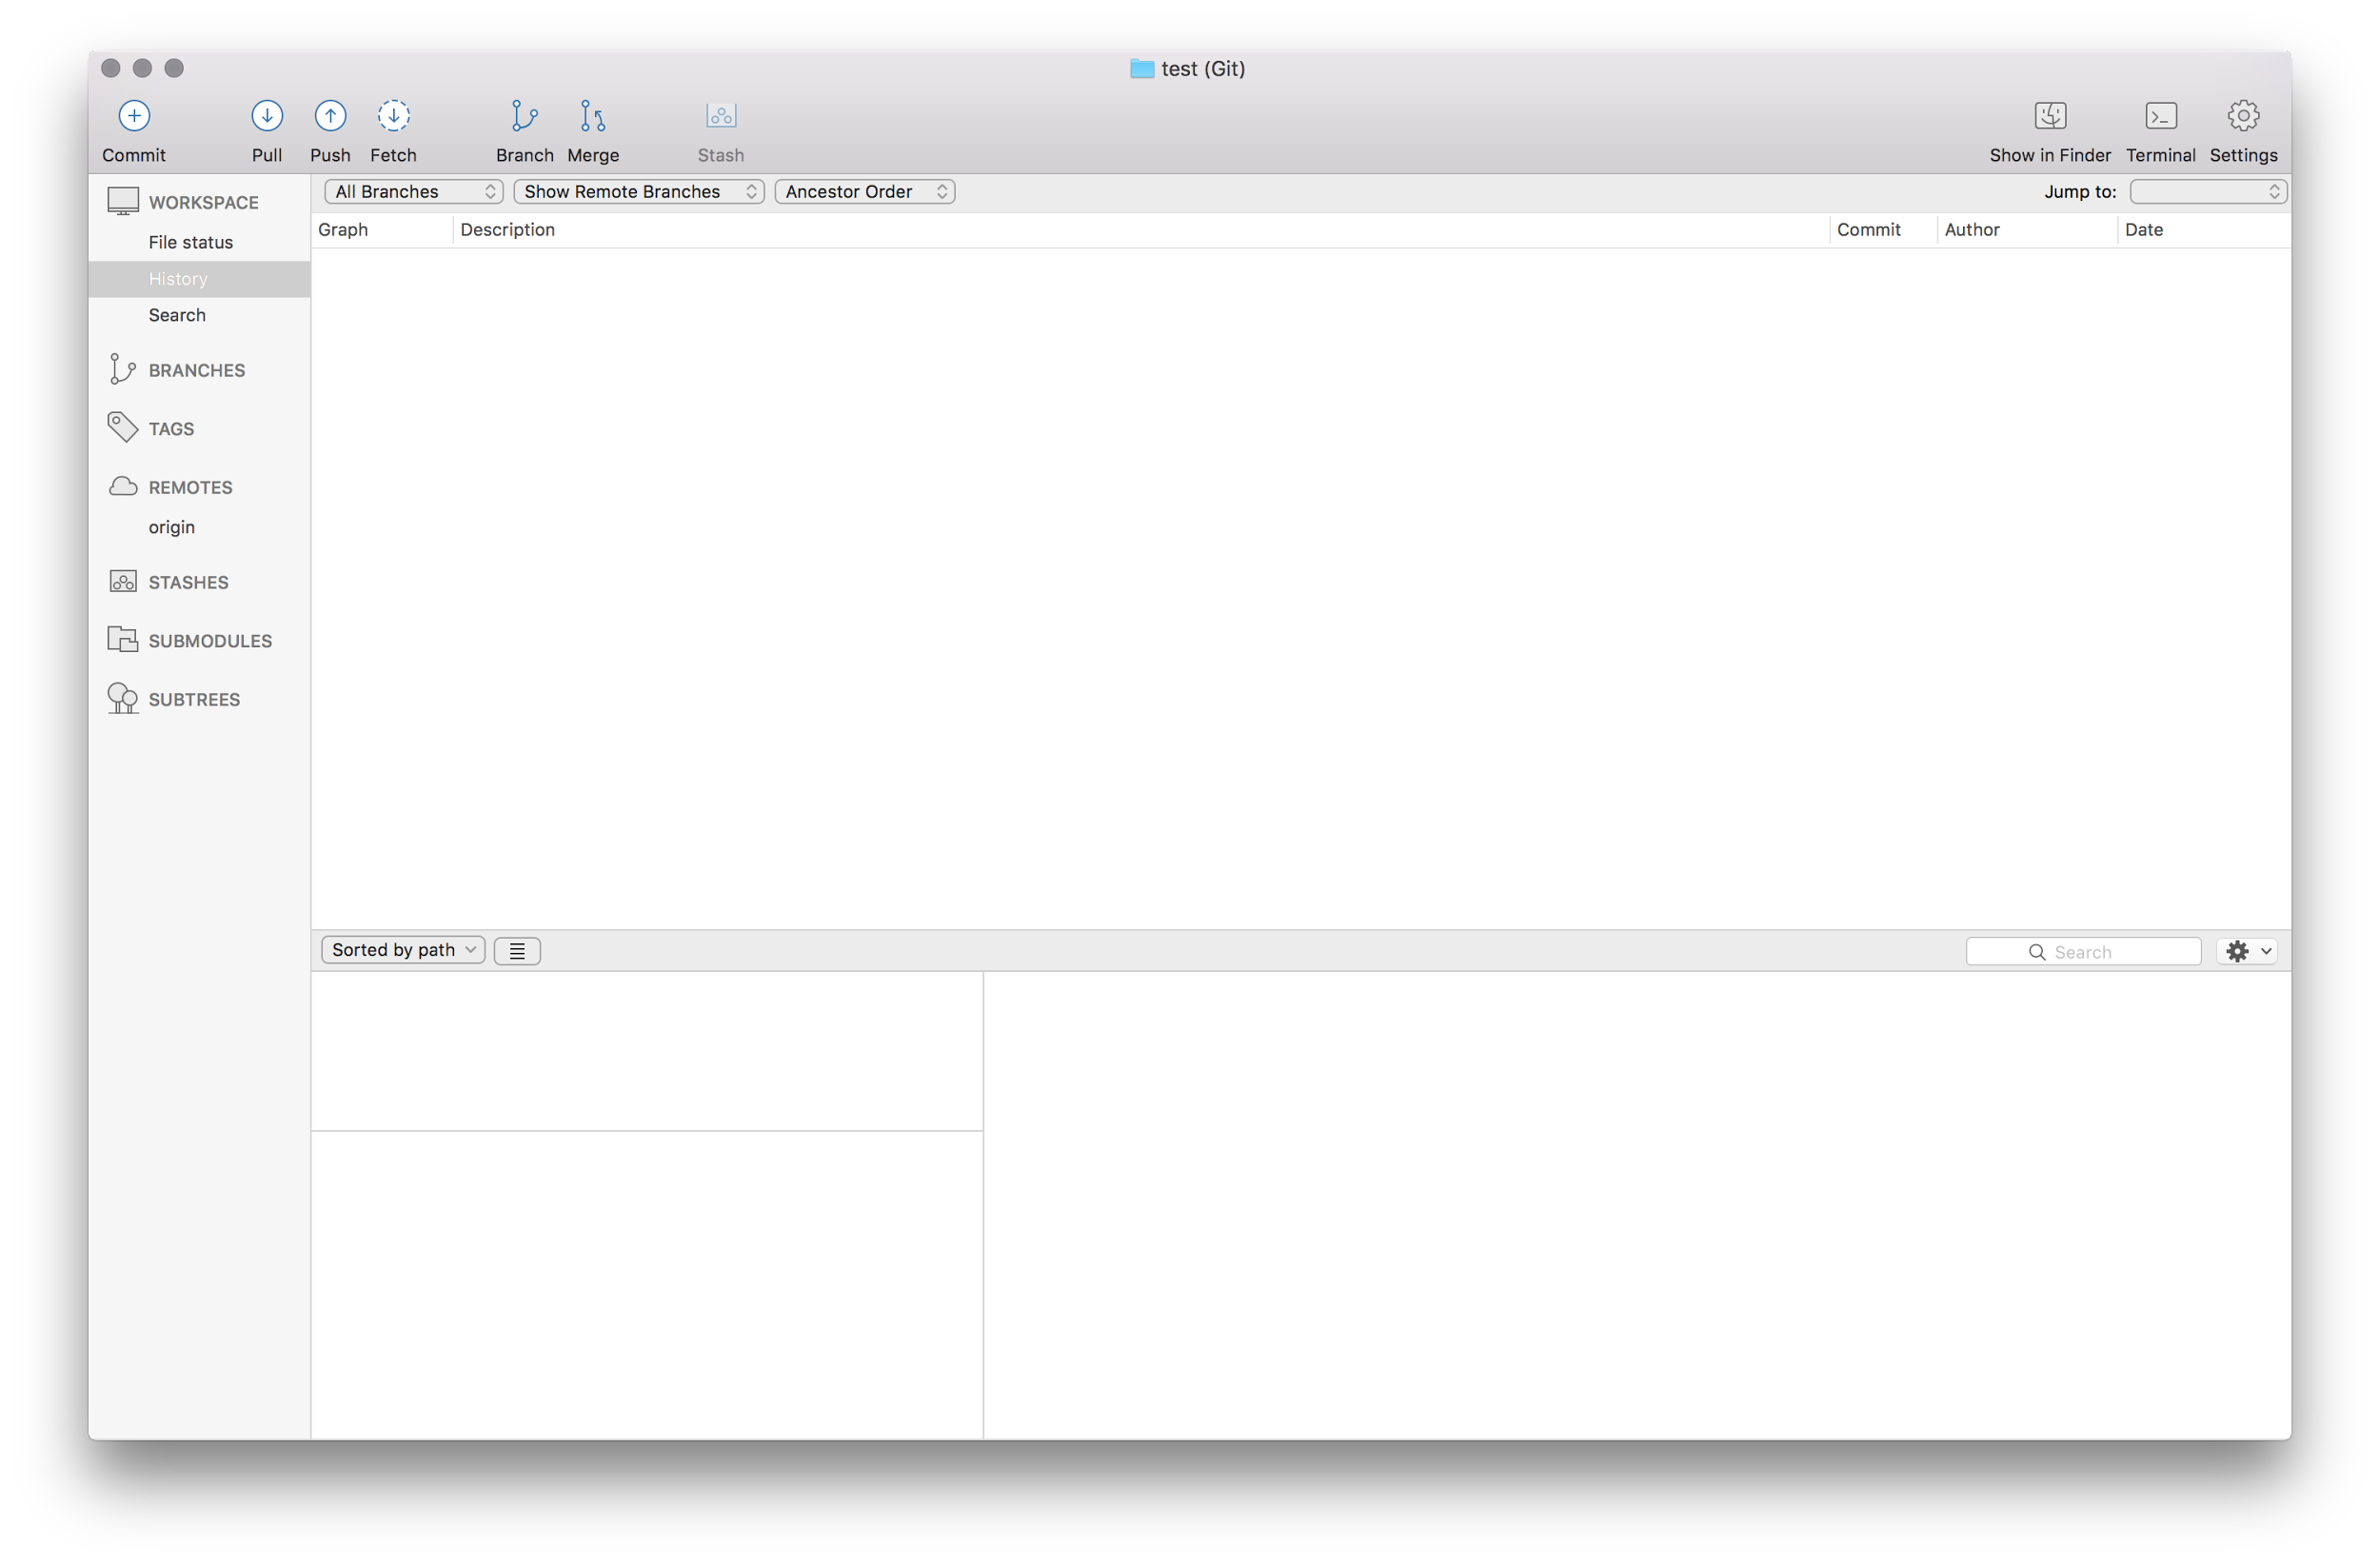 test (Git)
Commit Pull Push Fetch Branch Merge Stash Show in Finder Terminal Settings
WORKSPACE
File status
History
Search
BRANCHES
TAGS
REMOTES
origin
STASHES
SUBMODULES
SUBTREES
All Branches Show Remote Branches Ancestor Order Jump to:
Graph Description Commit Author Date
Sorted by path Search